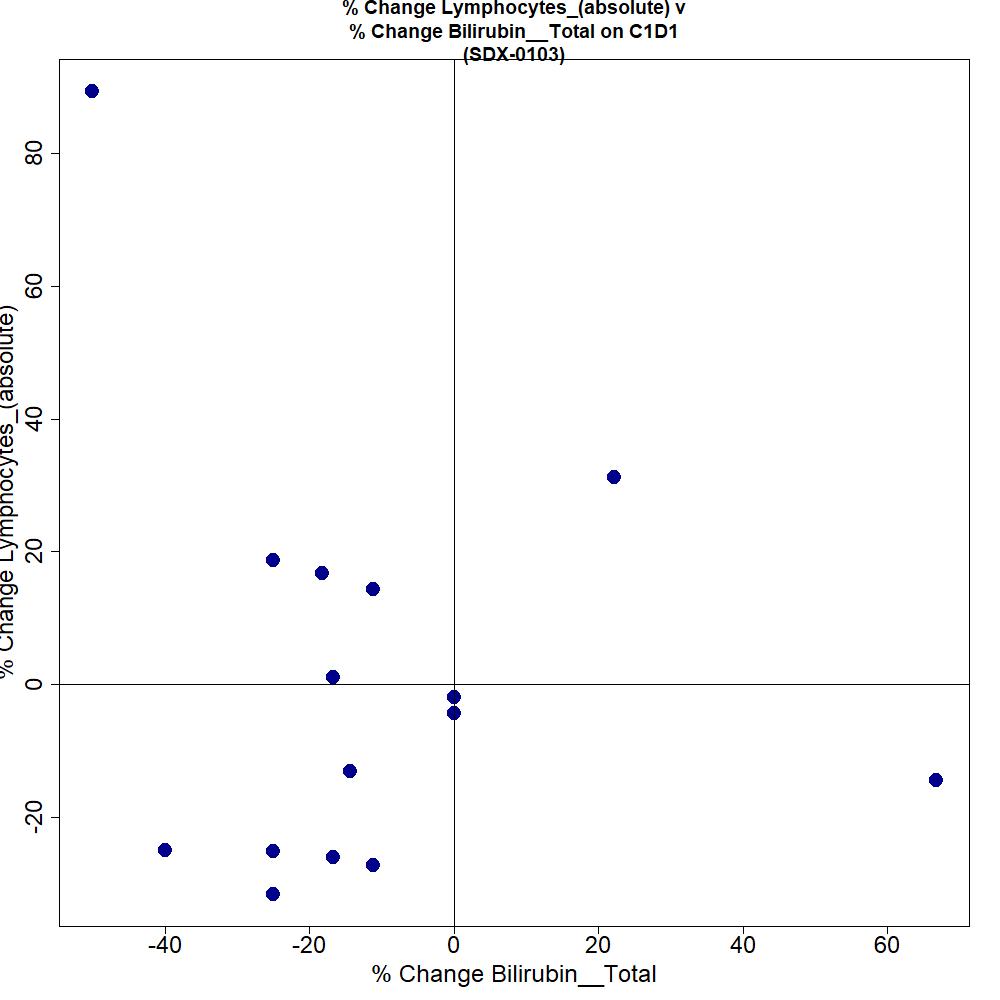 % Change Lymphocytes_(absolute) v
% Change Bilirubin__Total on C1D1
(SDX-0103)
% Change Lymphocytes_(absolute)
80
60
40
20
0
-20
-40
-20
0
20
40
60
% Change Bilirubin__Total